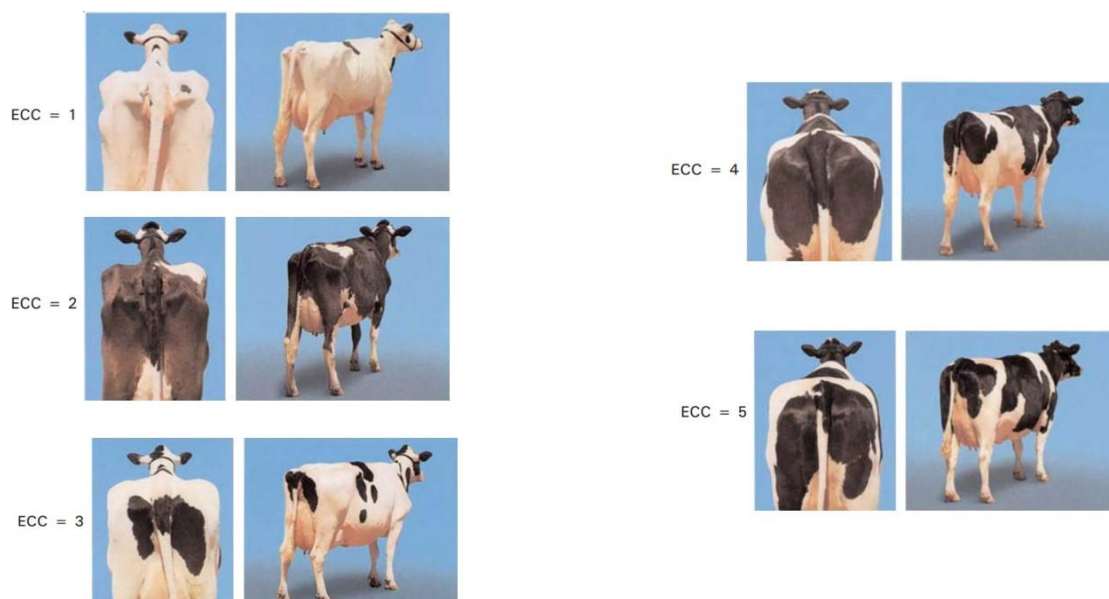 ECC = 1
ECC = 2
ECC = 3
ECC = 4
ECC = 5